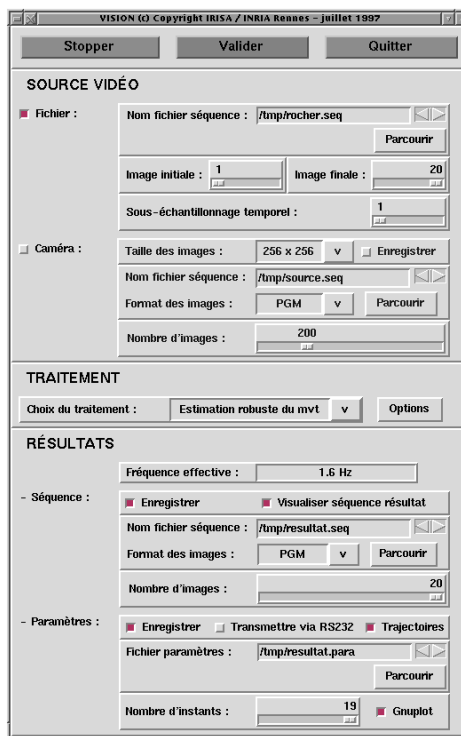 VISION (c) Copyright IRISA / INRIA Rennes - juillet 1997
Stopper Valider Quitter
SOURCE VIDÉO
Fichier :
Nom fichier séquence : /tmp/rocher.seq
Parcourir
Image initiale : 1 Image finale : 20
Sous-échantillonnage temporel : 1
Caméra :
Taille des images : 256 x 256 v Enregistrer
Nom fichier séquence : /tmp/source.seq
Format des images : PGM v Parcourir
Nombre d'images : 200
TRAITEMENT
Choix du traitement : Estimation robuste du mvt v Options
RÉSULTATS
Fréquence effective : 1.6 Hz
- Séquence : Enregistrer Visualiser séquence résultat
Nom fichier séquence : /tmp/resultat.seq
Format des images : PGM v Parcourir
Nombre d'images : 20
- Paramètres : Enregistrer Transmettre via RS232 Trajectoires
Fichier paramètres : /tmp/resultat.para
Parcourir
Nombre d'instants : 19 Gnuplot